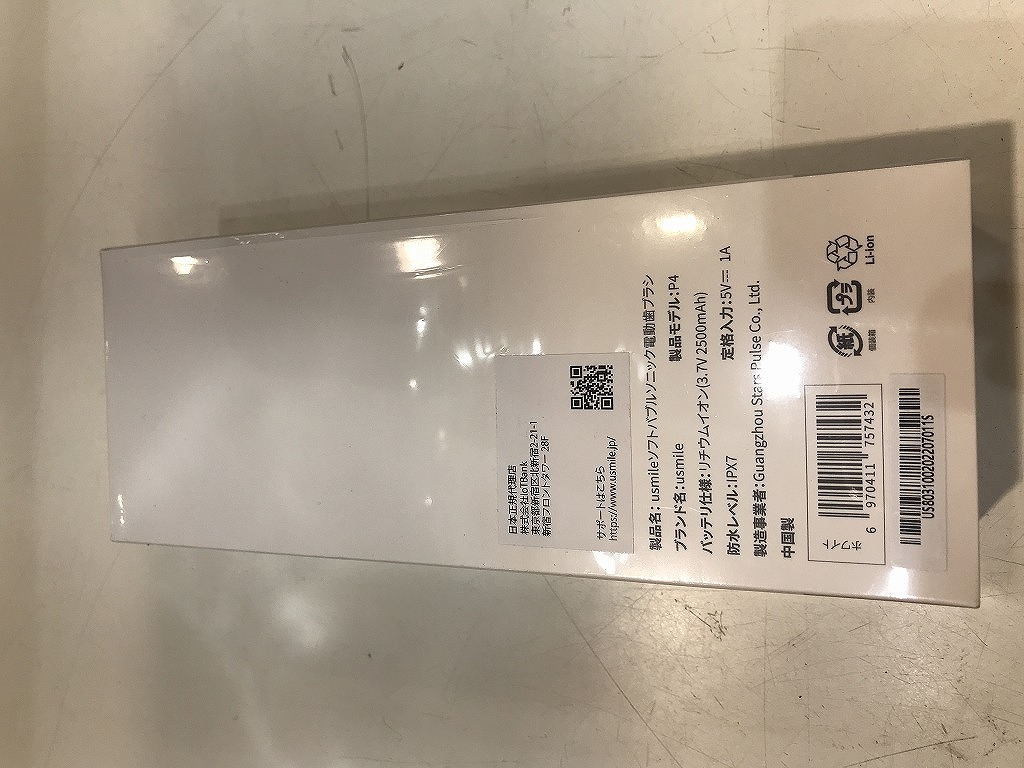 日本正規代理店
株式会社IoTBank
東京都新宿区北新宿2-21-1
新宿フロントタワー 28F
サポートはこちら
https://www.usmile.jp/
製品名：usmileソフトバブルソニック電動歯ブラシ
ブランド名：usmile 製品モデル：P4
バッテリ仕様：リチウムイオン(3.7V 2500mAh)
防水レベル：IPX7 定格入力：5V⎓ 1A
製造事業者：Guangzhou Stars Pulse Co., Ltd.
中国製
ホワイト
6 970411 757432
紙
個装箱
プラ
内装
Li-ion
US80310020220701​1S